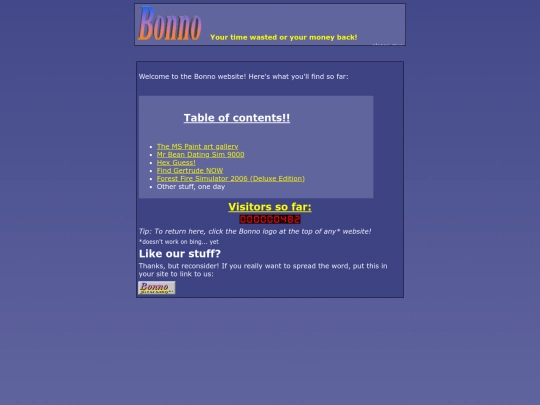 Bonno
Your time wasted or your money back!
Welcome to the Bonno website! Here's what you'll find so far:
Table of contents!!
The MS Paint art gallery
Mr Bean Dating Sim 9000
Hex Guess!
Find Gertrude NOW
Forest Fire Simulator 2006 (Deluxe Edition)
Other stuff, one day
Visitors so far:
000000482
Tip: To return here, click the Bonno logo at the top of any* website!
*doesn't work on bing... yet
Like our stuff?
Thanks, but reconsider! If you really want to spread the word, put this in
your site to link to us:
Bonno